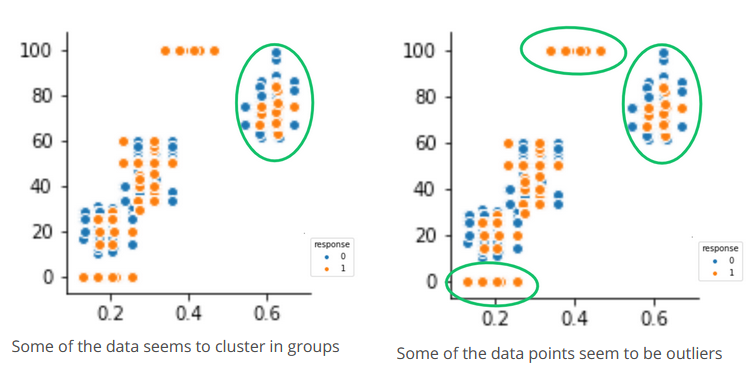 100
80
60
40
20
0
0.2 0.4 0.6
response
0
1
Some of the data seems to cluster in groups
100
80
60
40
20
0
0.2 0.4 0.6
response
0
1
Some of the data points seem to be outliers